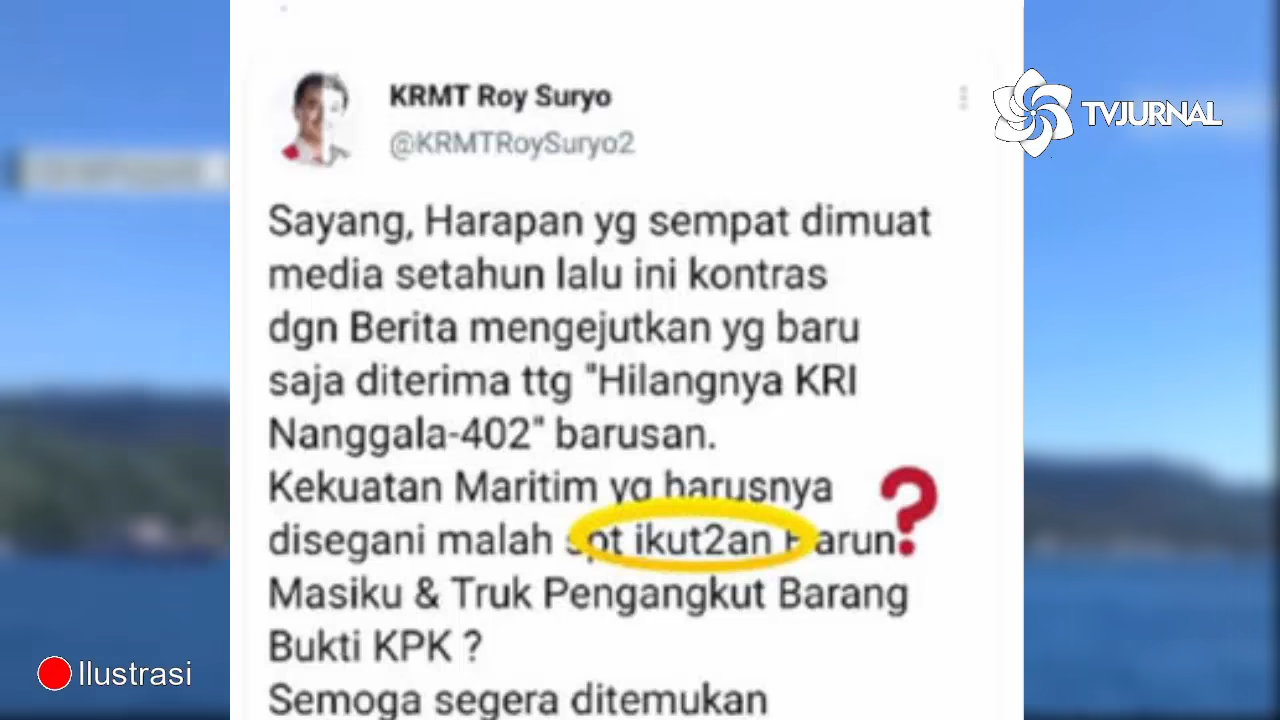 KRMT Roy Suryo
@KRMTRoySuryo2
TVJURNAL
Sayang, Harapan yg sempat dimuat
media setahun lalu ini kontras
dgn Berita mengejutkan yg baru
saja diterima ttg "Hilangnya KRI
Nanggala-402" barusan.
Kekuatan Maritim yg harusnya
disegani malah spt ikut2an Harun
?
Masiku & Truk Pengangkut Barang
Bukti KPK ?
Semoga segera ditemukan
Ilustrasi